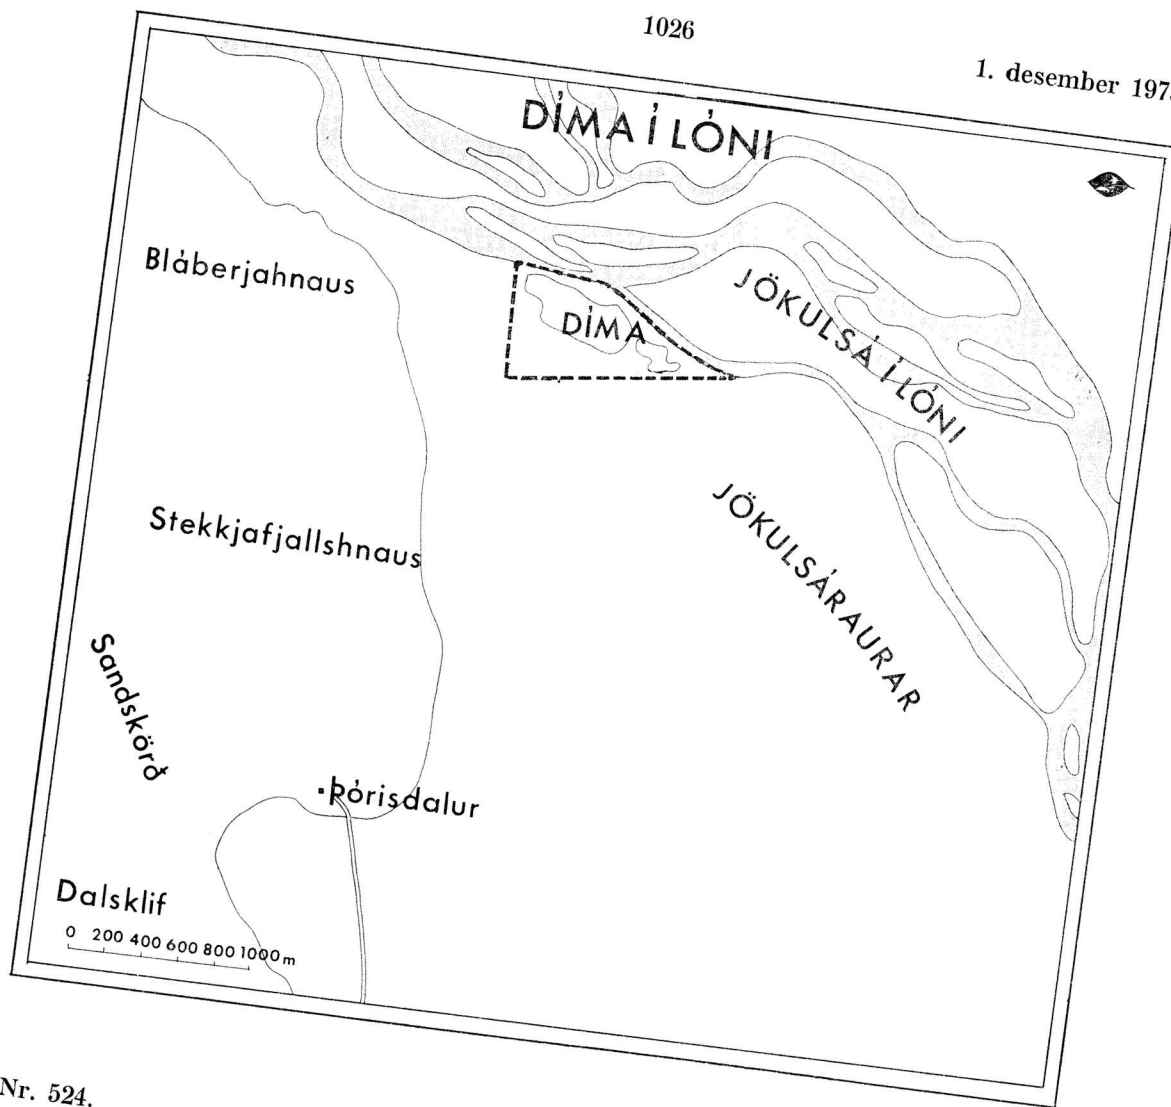 1026
1. desember 197
DÍMA Í LÓNI
Bláberjahnaus
DÍMA
JÖKULSÁ Í LÓNI
Stekkjafjallshnaus
JÖKULSÁRAURAR
Sandskörð
Þórisdalur
Dalsklif
0 200 400 600 800 1000 m
Nr. 524.